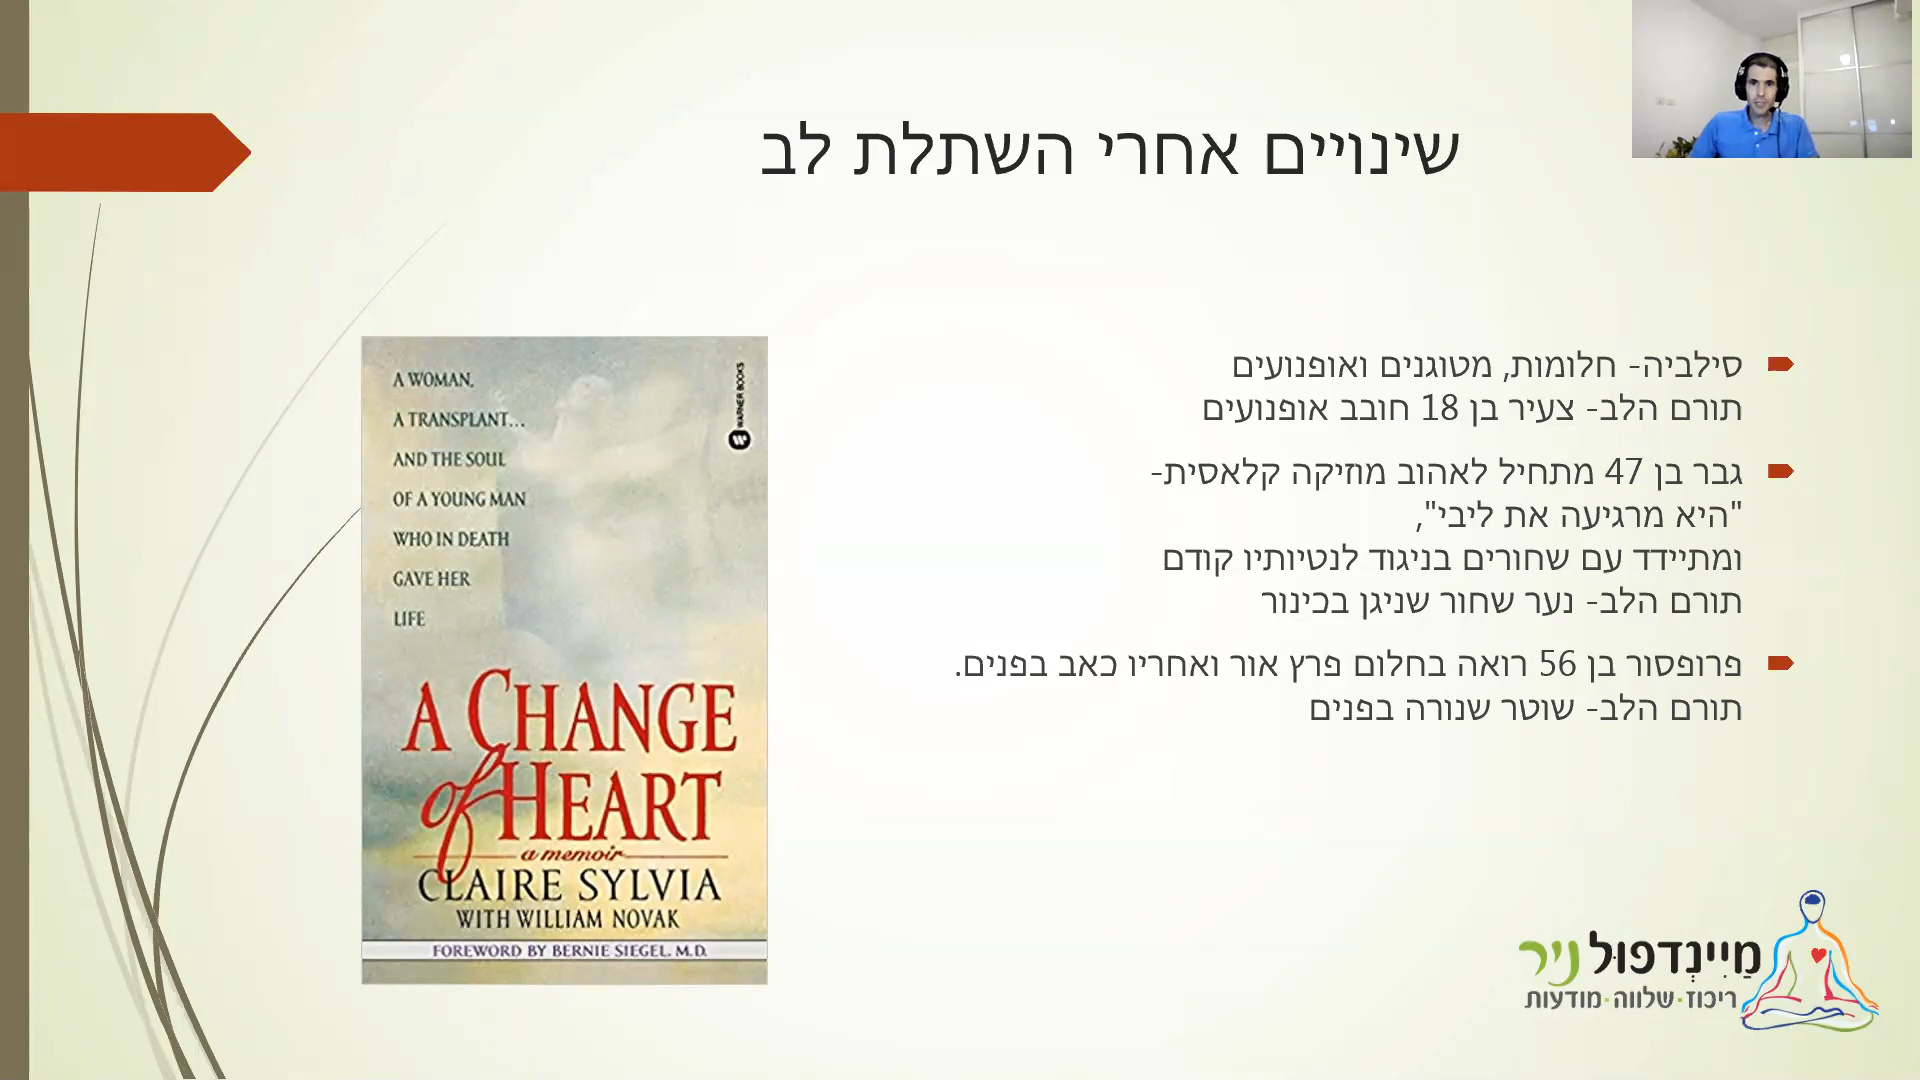 שינויים אחרי השתלת לב
סילביה- חלומות, מטוגנים ואופנועים
תורם הלב- צעיר בן 18 חובב אופנועים
גבר בן 47 מתחיל לאהוב מוזיקה קלאסית-
"היא מרגיעה את ליבי",
ומתיידד עם שחורים בניגוד לנטיותיו קודם
תורם הלב- נער שחור שניגן בכינור
פרופסור בן 56 רואה בחלום פרץ אור ואחריו כאב בפנים.
תורם הלב- שוטר שנורה בפנים
A WOMAN,
A TRANSPLANT...
AND THE SOUL
OF A YOUNG MAN
WHO IN DEATH
GAVE HER
LIFE
WARNER BOOKS
A CHANGE
of HEART
a memoir
CLAIRE SYLVIA
WITH WILLIAM NOVAK
FOREWORD BY BERNIE SIEGEL, M.D.
מַיינְדפוּל ניר
ריכוז·שלווה·מודעות